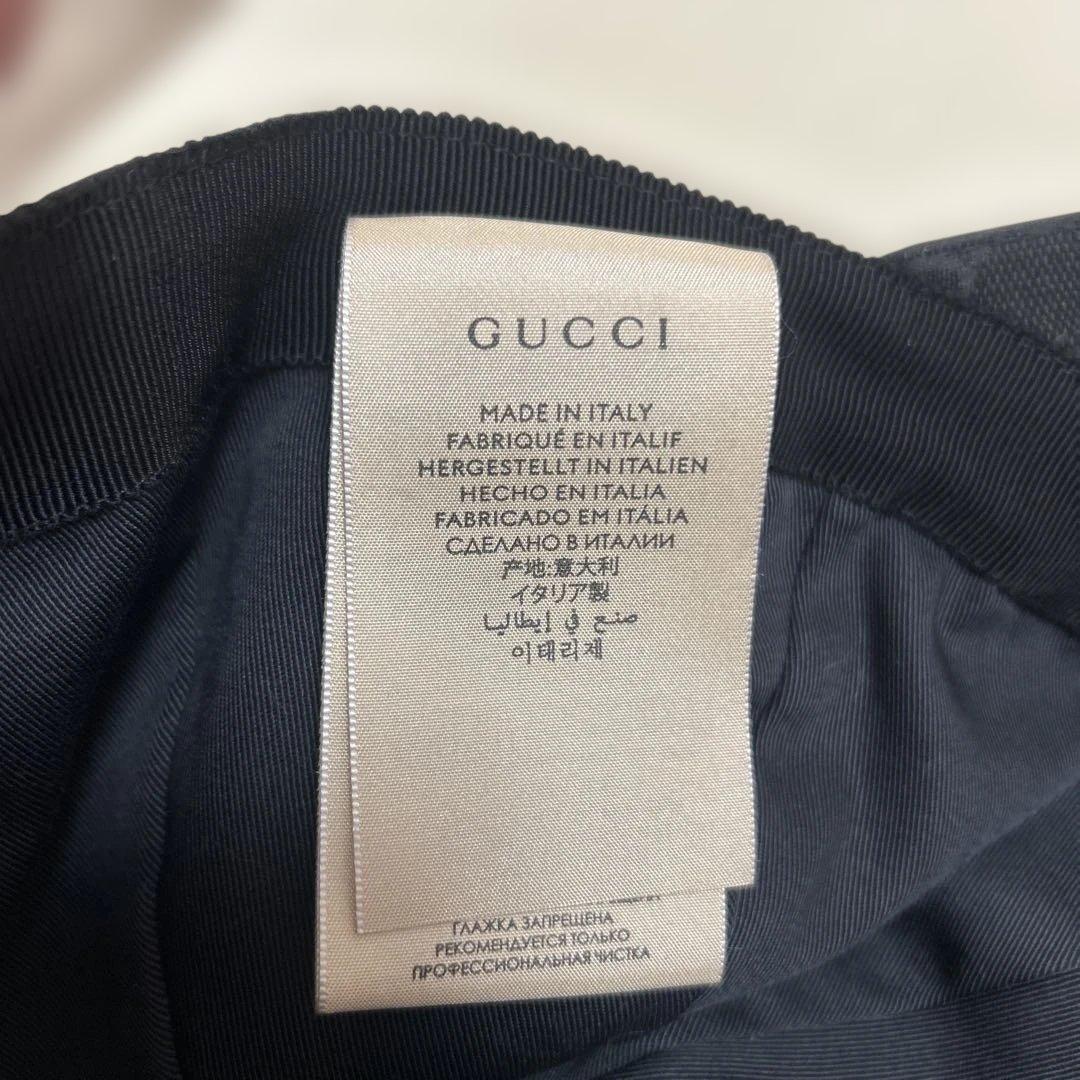 GUCCI
MADE IN ITALY
FABRIQUÉ EN ITALIF
HERGESTELLT IN ITALIEN
HECHO EN ITALIA
FABRICADO EM ITÁLIA
СДЕЛАНО В ИТАЛИИ
产地:意大利
イタリア製
صنع في إيطاليا
이태리제
ГЛАЖКА ЗАПРЕЩЕНА
РЕКОМЕНДУЕТСЯ ТОЛЬКО
ПРОФЕССИОНАЛЬНАЯ ЧИСТКА